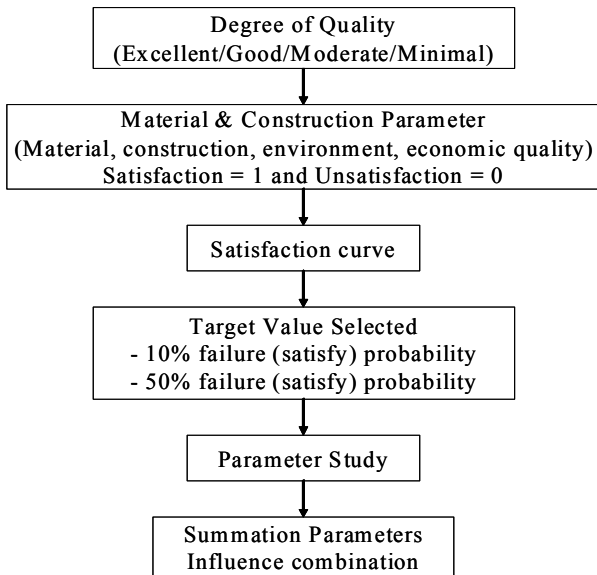 Degree of Quality
(Excellent/Good/Moderate/Minimal)
Material & Construction Parameter
(Material, construction, environment, economic quality)
Satisfaction = 1 and Unsatisfaction = 0
Satisfaction curve
Target Value Selected
- 10% failure (satisfy) probability
- 50% failure (satisfy) probability
Parameter Study
Summation Parameters
Influence combination